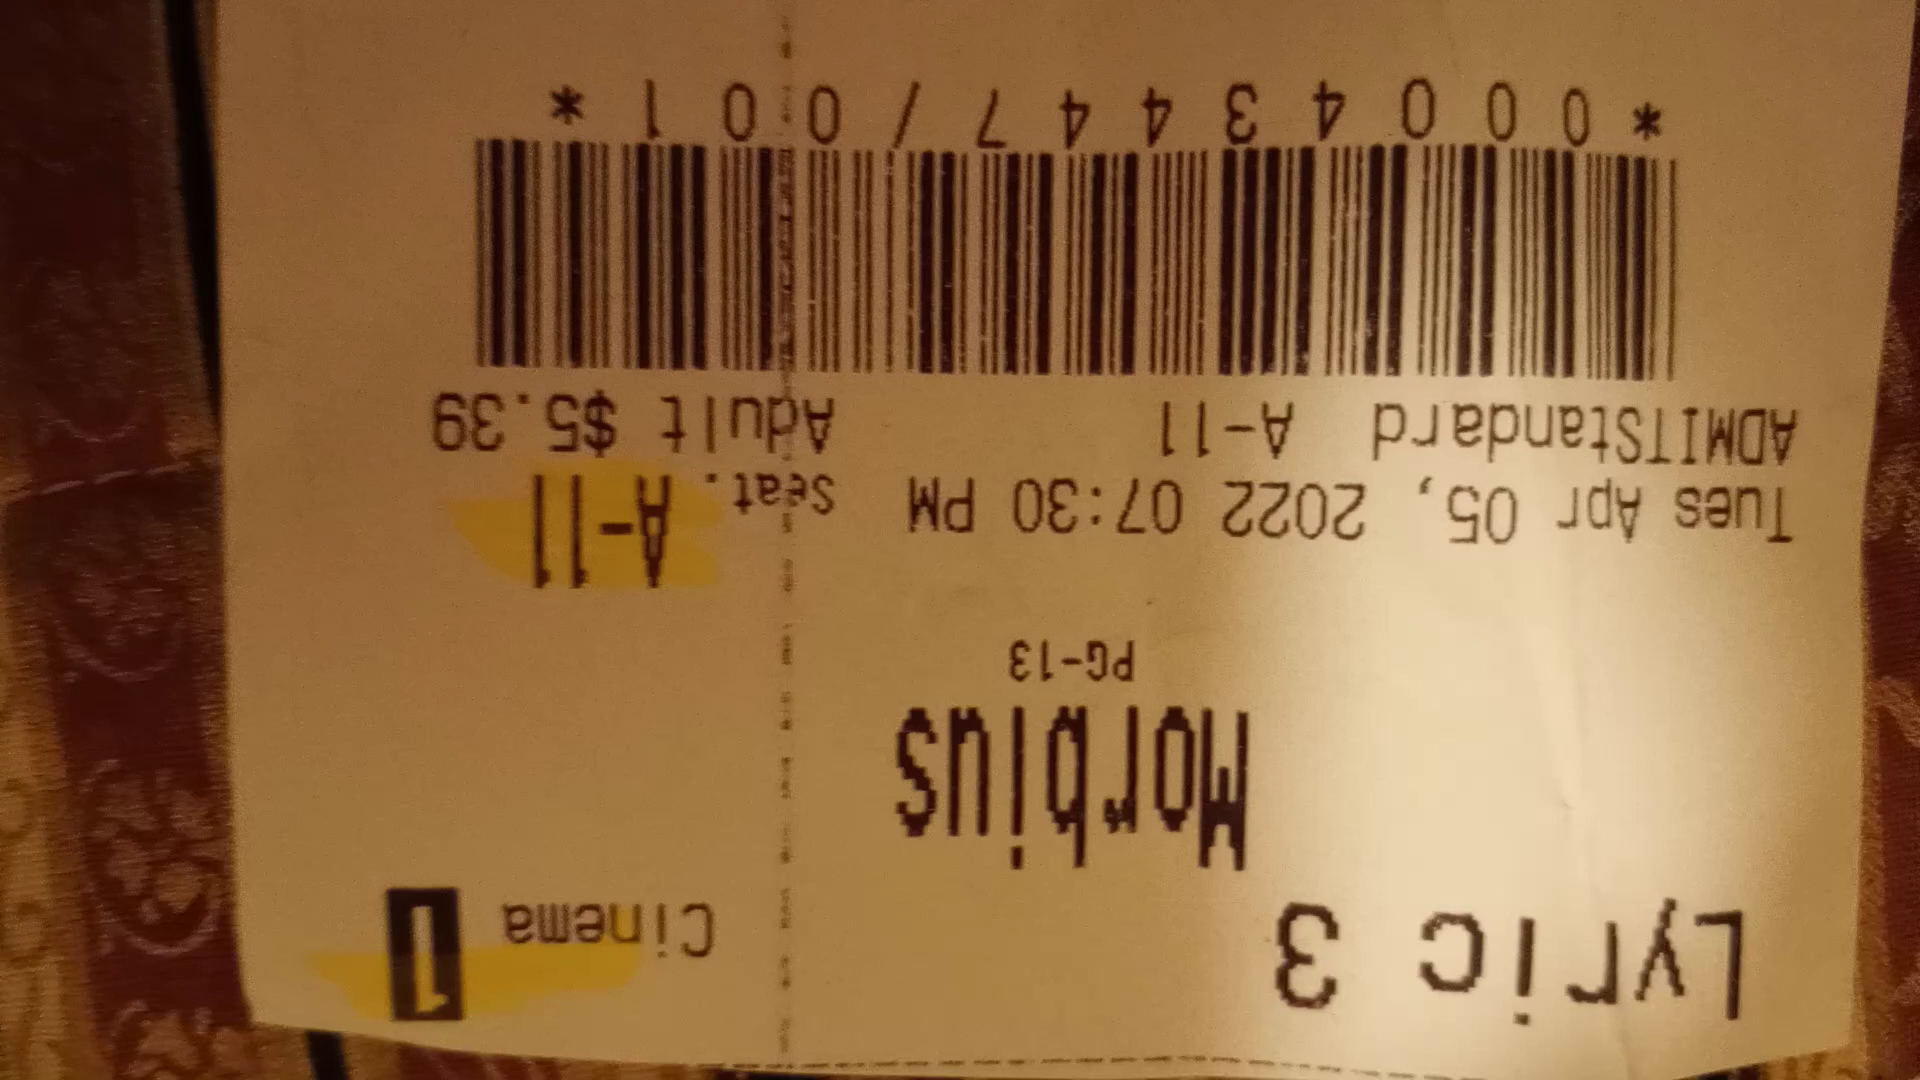 Lyric 3
Cinema 1
Morbius
PG-13
Tues Apr 05, 2022 07:30 PM
Seat. A-11
ADMITStandard A-11
Adult $5.39
*00043447/001*